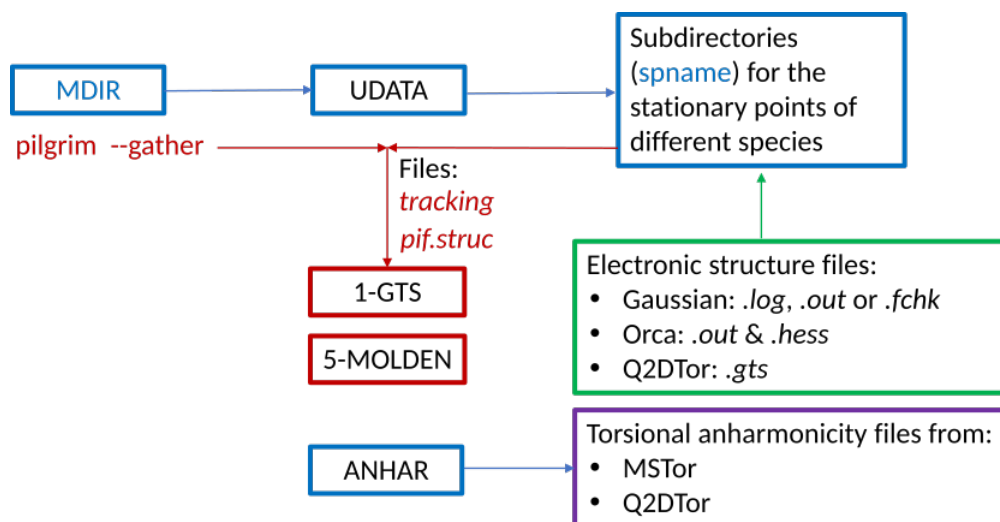 MDIR
UDATA
Subdirectories
(spname) for the
stationary points of
different species
pilgrim --gather
Files:
tracking
pif.struc
1-GTS
5-MOLDEN
Electronic structure files:
• Gaussian: .log, .out or .fchk
• Orca: .out & .hess
• Q2DTor: .gts
ANHAR
Torsional anharmonicity files from:
• MSTor
• Q2DTor